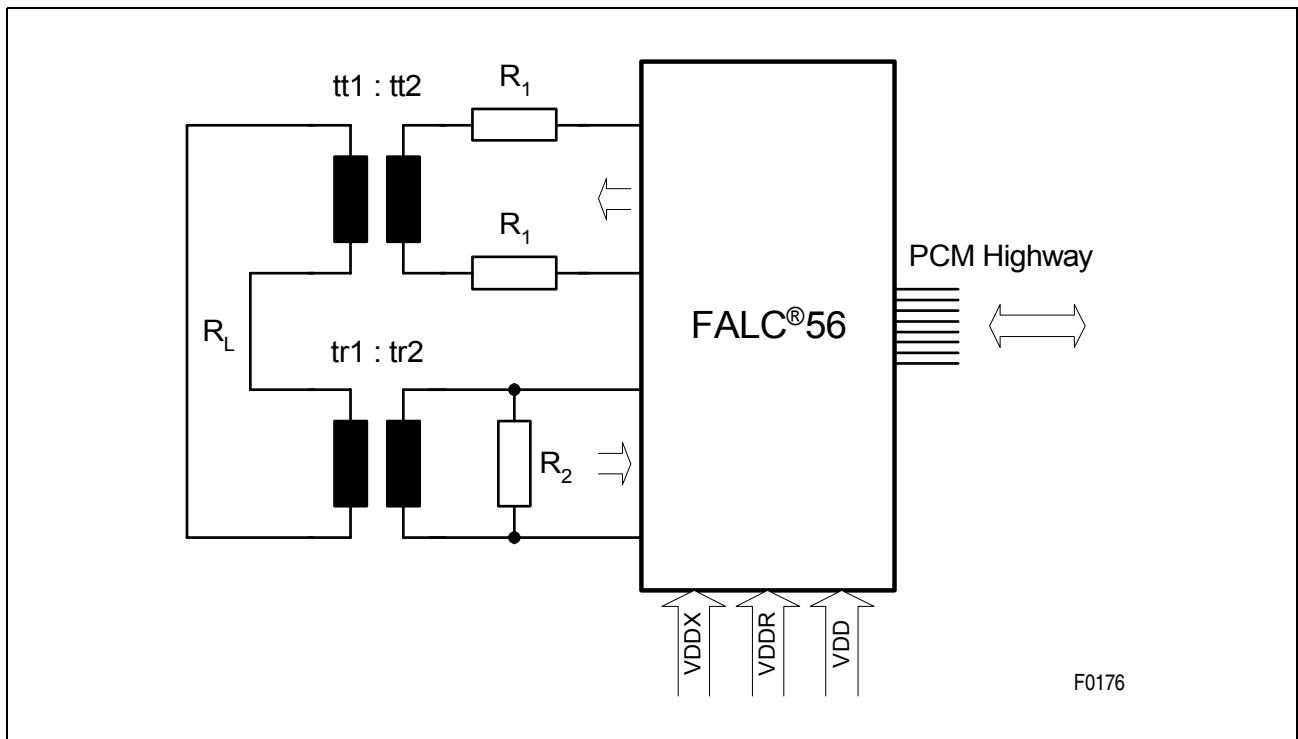 tt1 : tt2
R1
R1
PCM Highway
FALC®56
RL
tr1 : tr2
R2
VDDX
VDDR
VDD
F0176